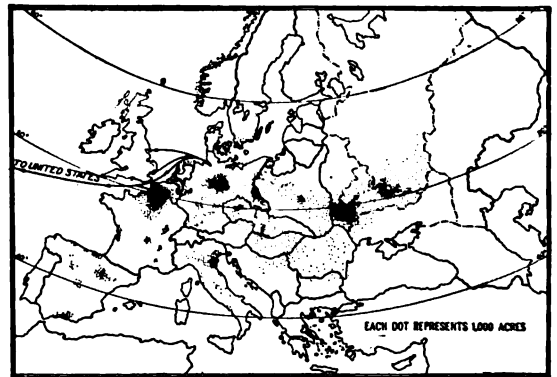 TO UNITED STATES
EACH DOT REPRESENTS 1,000 ACRES